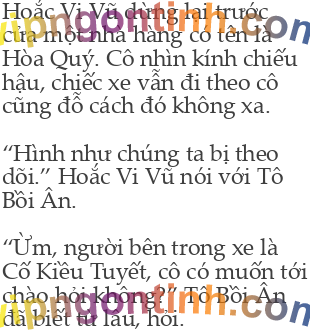 Hoắc Vi Vũ dừng lại trước
cửa một nhà hàng có tên là
Hòa Quý. Cô nhìn kính chiếu
hậu, chiếc xe vẫn đi theo cô
cũng đỗ cách đó không xa.
“Hình như chúng ta bị theo
dõi.” Hoắc Vi Vũ nói với Tô
Bồi Ân.
“Ừm, người bên trong xe là
Cố Kiều Tuyết, cô có muốn tới
chào hỏi không?” Tô Bồi Ân
đã biết từ lâu, hỏi.